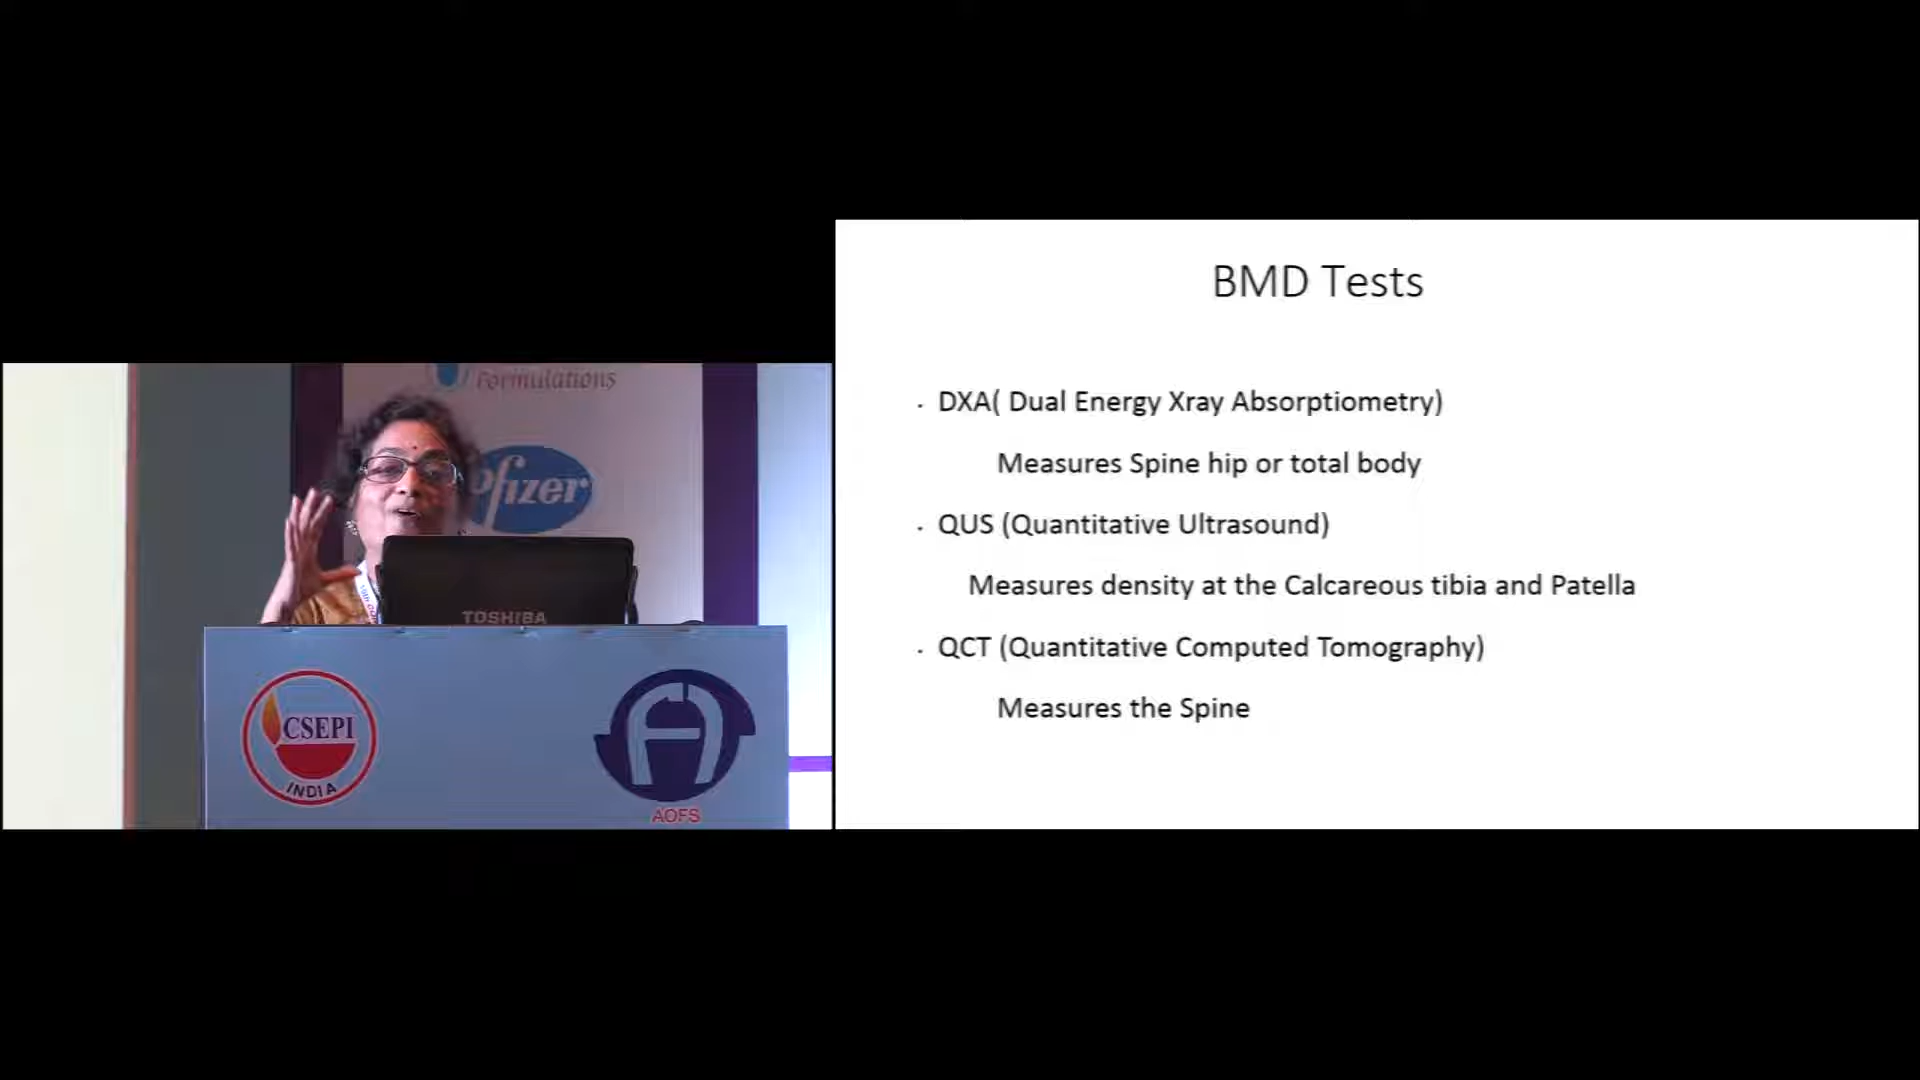 Formulations
Pfizer
TOSHIBA
CSEPI
INDIA
AOFS
BMD Tests
. DXA( Dual Energy Xray Absorptiometry)
Measures Spine hip or total body
. QUS (Quantitative Ultrasound)
Measures density at the Calcareous tibia and Patella
. QCT (Quantitative Computed Tomography)
Measures the Spine